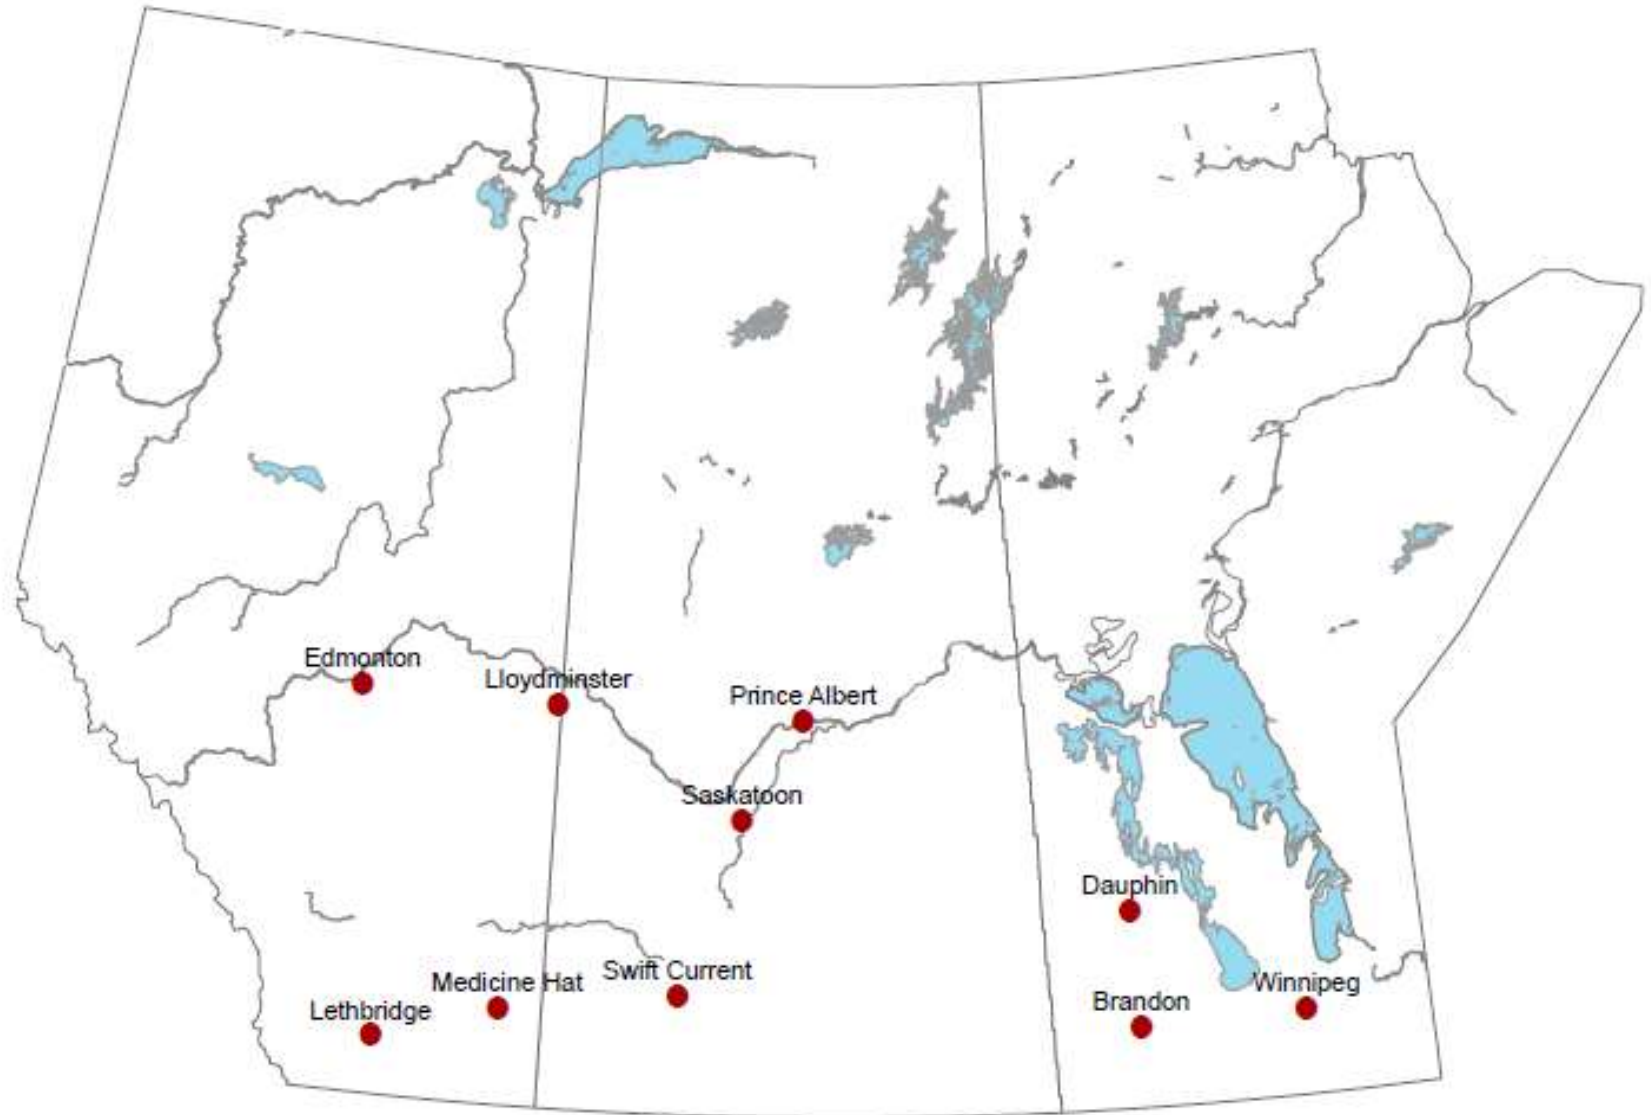 Edmonton
Lloydminster
Prince Albert
Saskatoon
Dauphin
Swift Current
Medicine Hat
Winnipeg
Brandon
Lethbridge